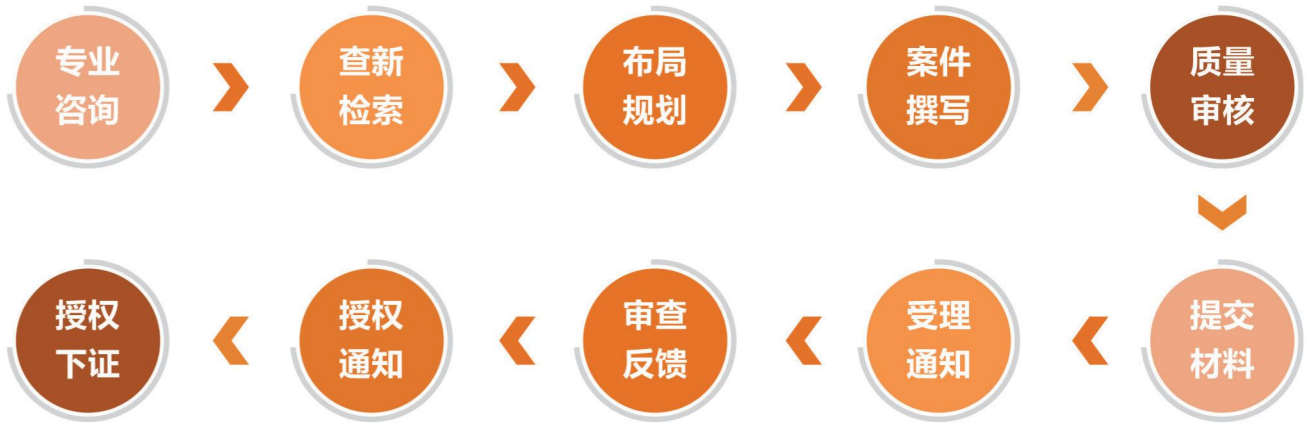 专业
咨询
查新
检索
布局
规划
案件
撰写
质量
审核
提交
材料
受理
通知
审查
反馈
授权
通知
授权
下证